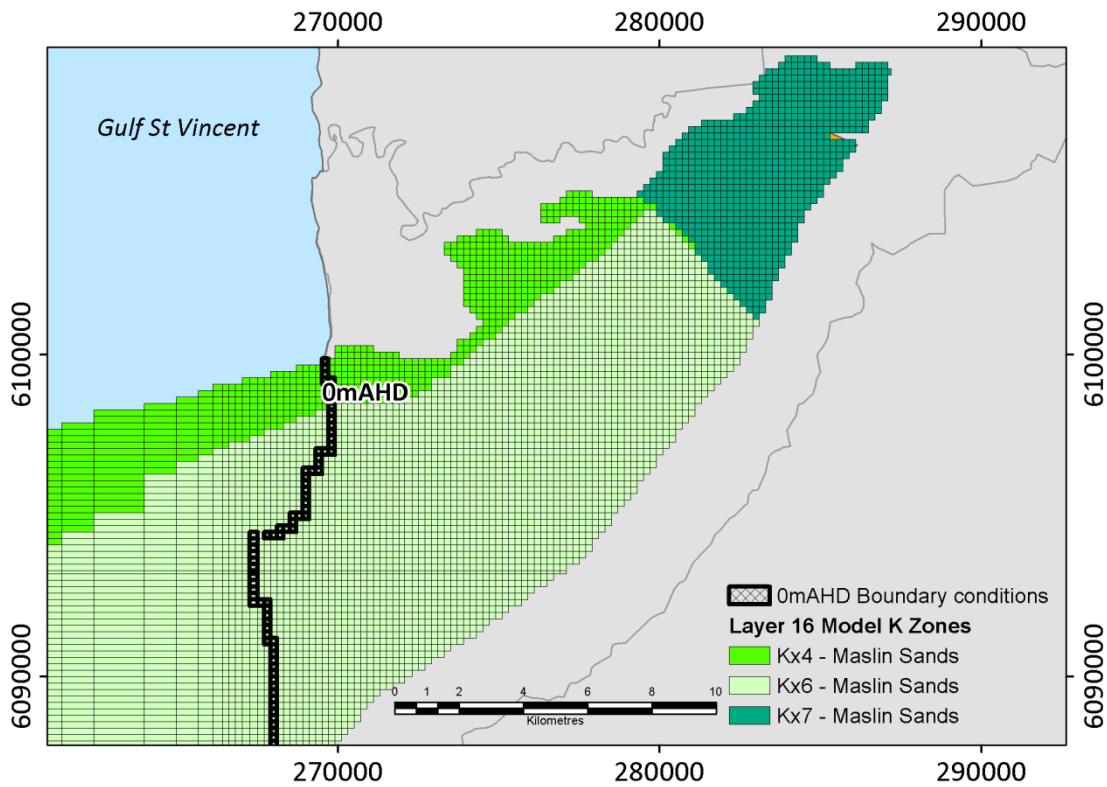 270000 280000 290000
Gulf St Vincent
6100000 6100000
0mAHD
6090000 6090000
0mAHD Boundary conditions
Layer 16 Model K Zones
Kx4 - Maslin Sands
Kx6 - Maslin Sands
Kx7 - Maslin Sands
0 1 2 4 6 8 10
Kilometres
270000 280000 290000